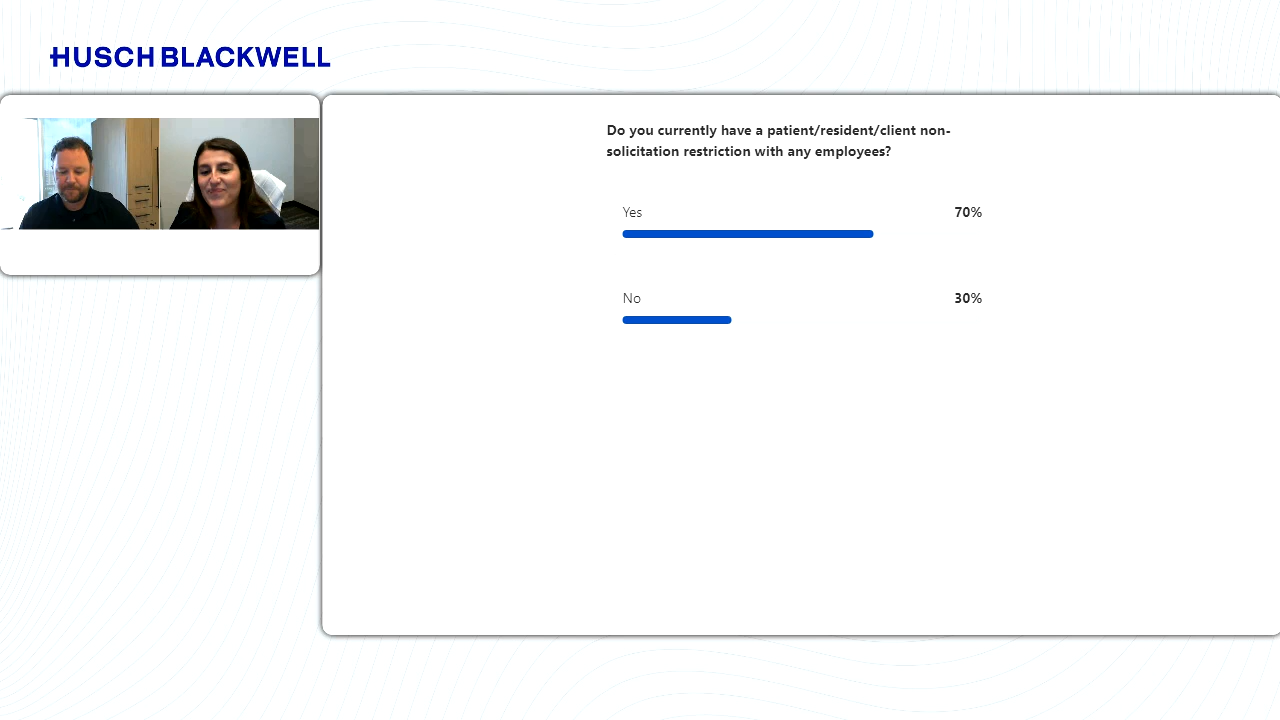 HUSCH BLACKWELL
Do you currently have a patient/resident/client non-
solicitation restriction with any employees?
Yes 70%
No 30%